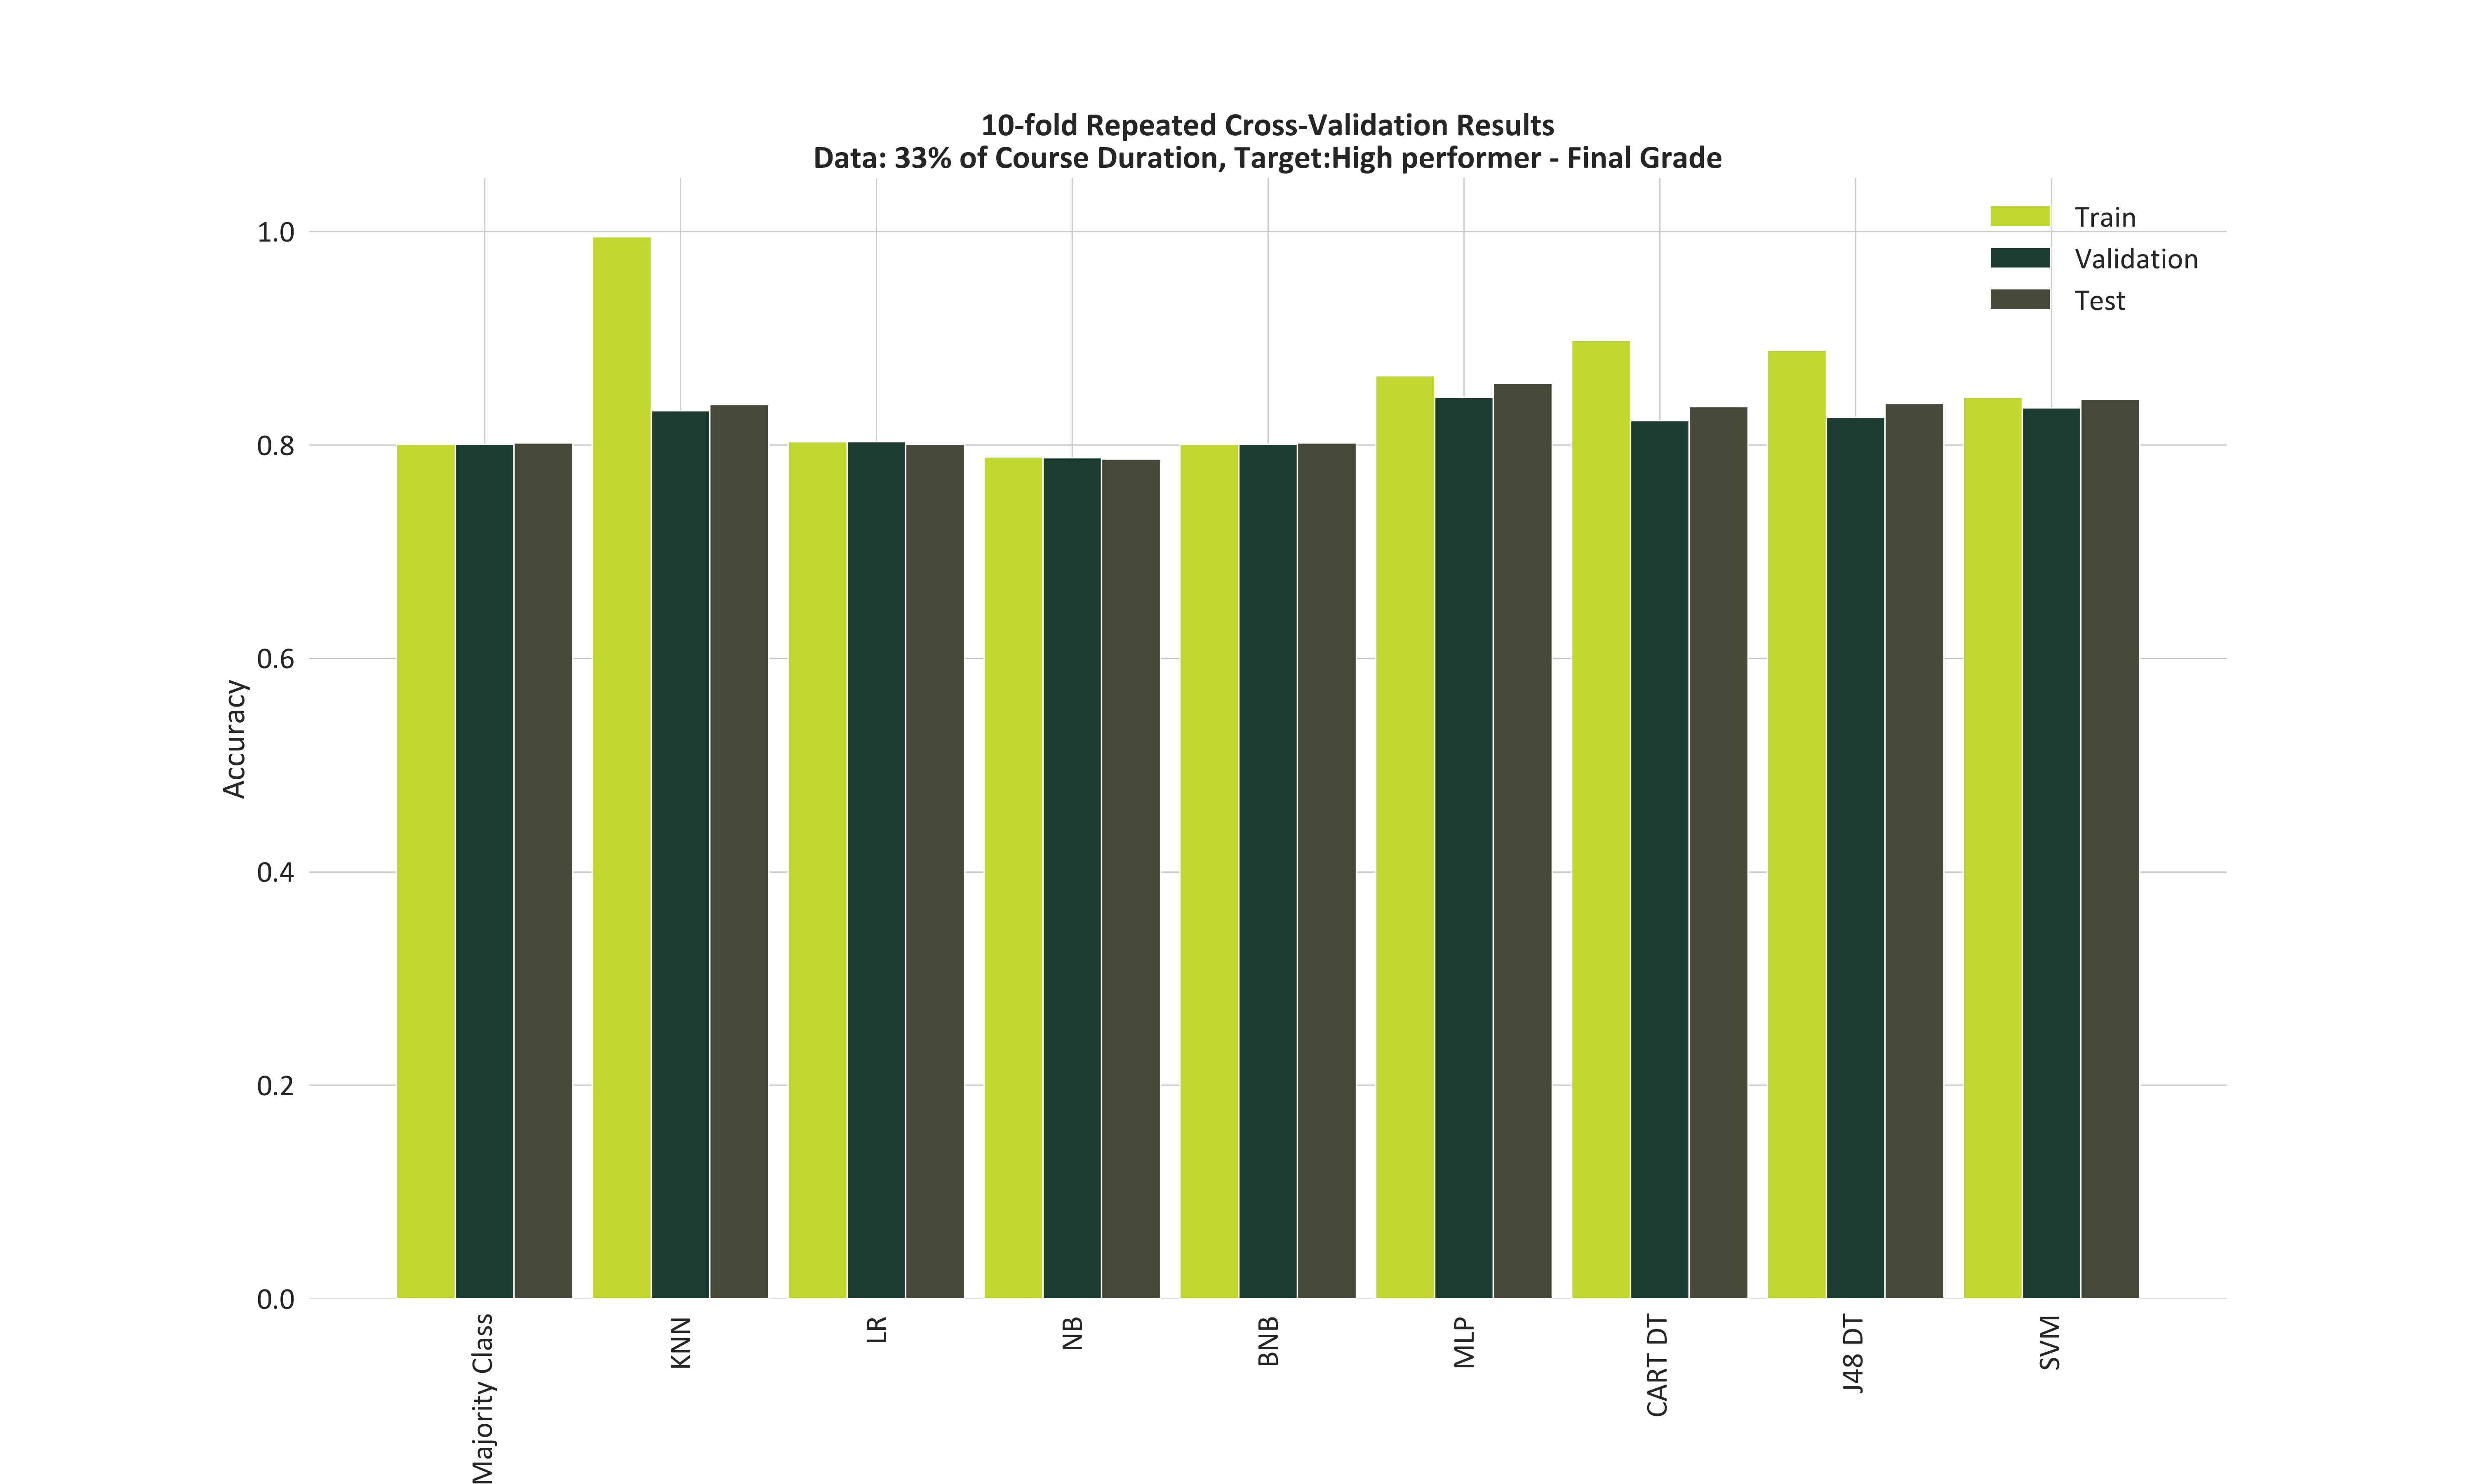 10-fold Repeated Cross-Validation Results
Data: 33% of Course Duration, Target:High performer - Final Grade
Train
Validation
Test
1.0
0.8
0.6
0.4
0.2
0.0
Accuracy
Majority Class
KNN
LR
NB
BNB
MLP
CART DT
J48 DT
SVM